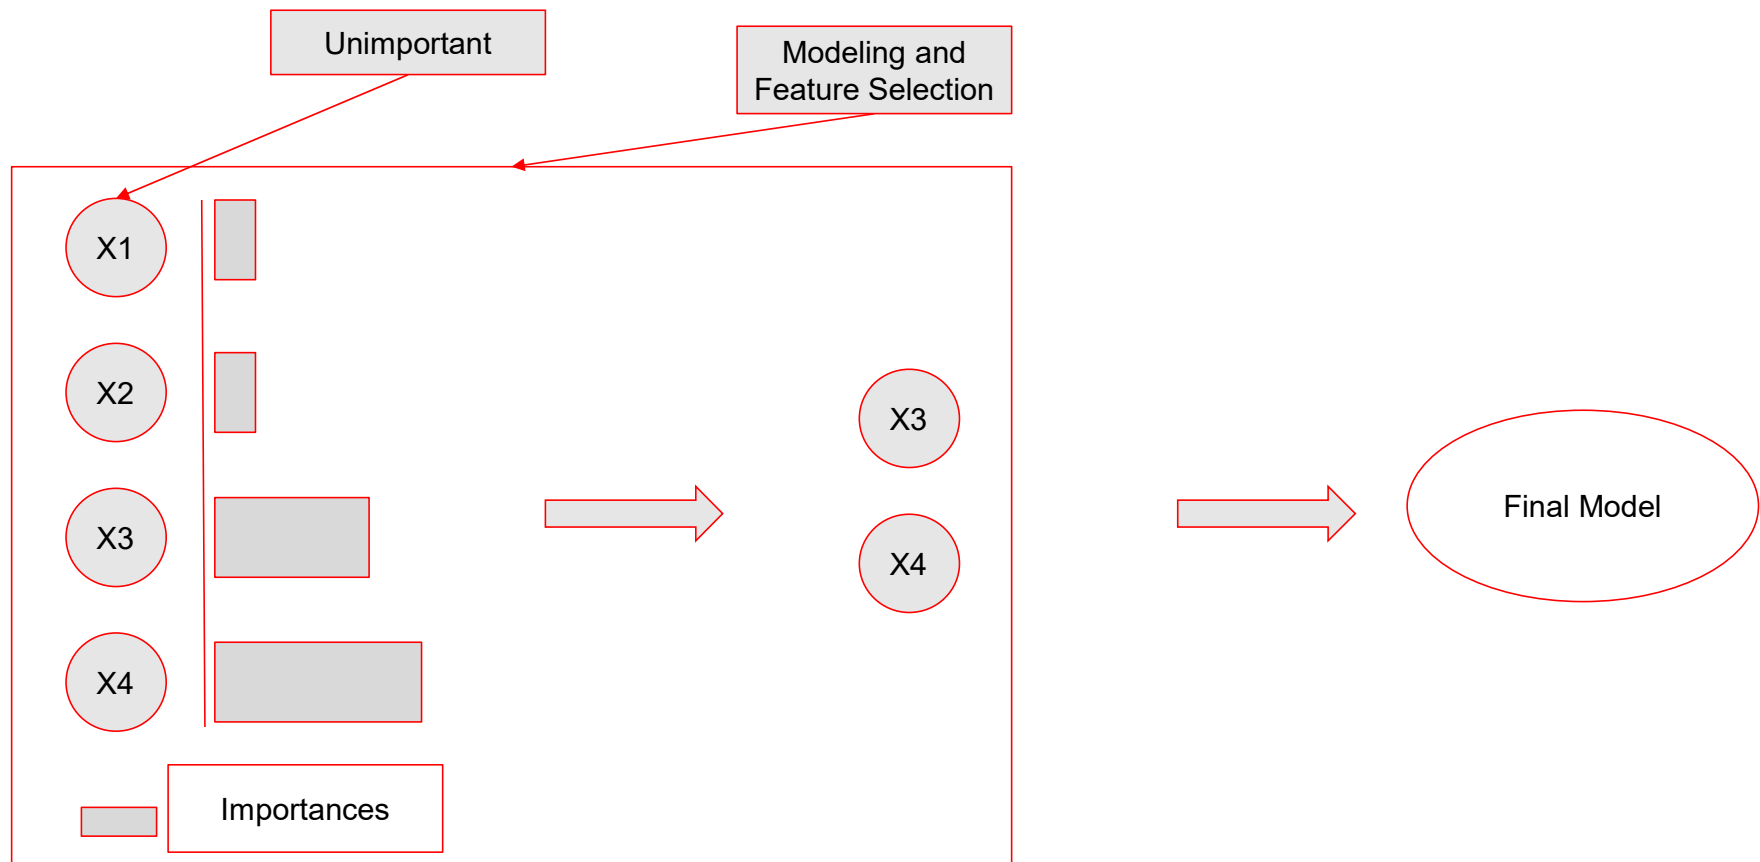 Unimportant
Modeling and
Feature Selection
X1
X2
X3
X4
Importances
X3
X4
Final Model